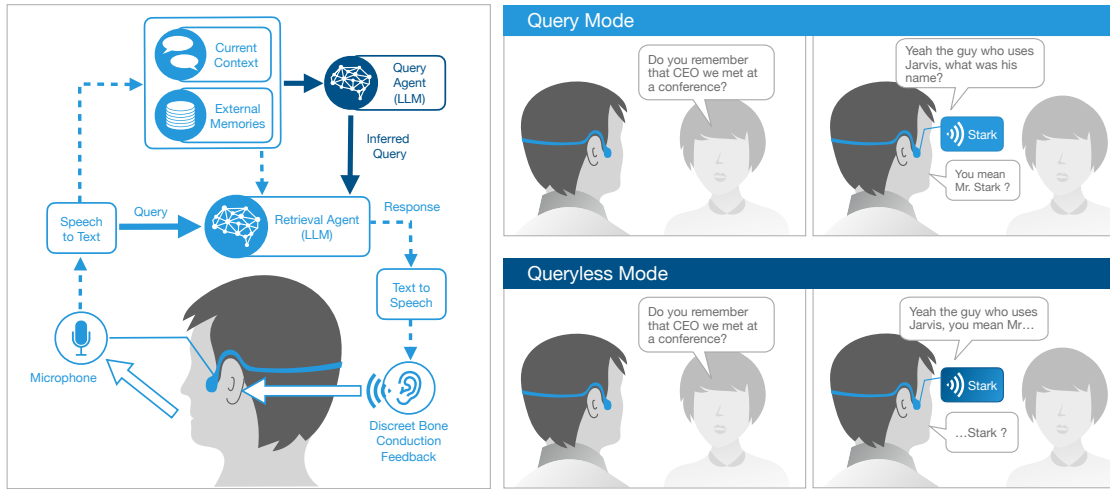 Current
Context
External
Memories
Query
Agent
(LLM)
Inferred
Query
Speech
to Text
Query
Retrieval Agent
(LLM)
Response
Text to
Speech
Microphone
Discreet Bone
Conduction
Feedback
Query Mode
Do you remember
that CEO we met at
a conference?
Yeah the guy who uses
Jarvis, what was his
name?
Stark
You mean
Mr. Stark ?
Queryless Mode
Do you remember
that CEO we met at
a conference?
Yeah the guy who uses
Jarvis, you mean Mr...
Stark
...Stark ?